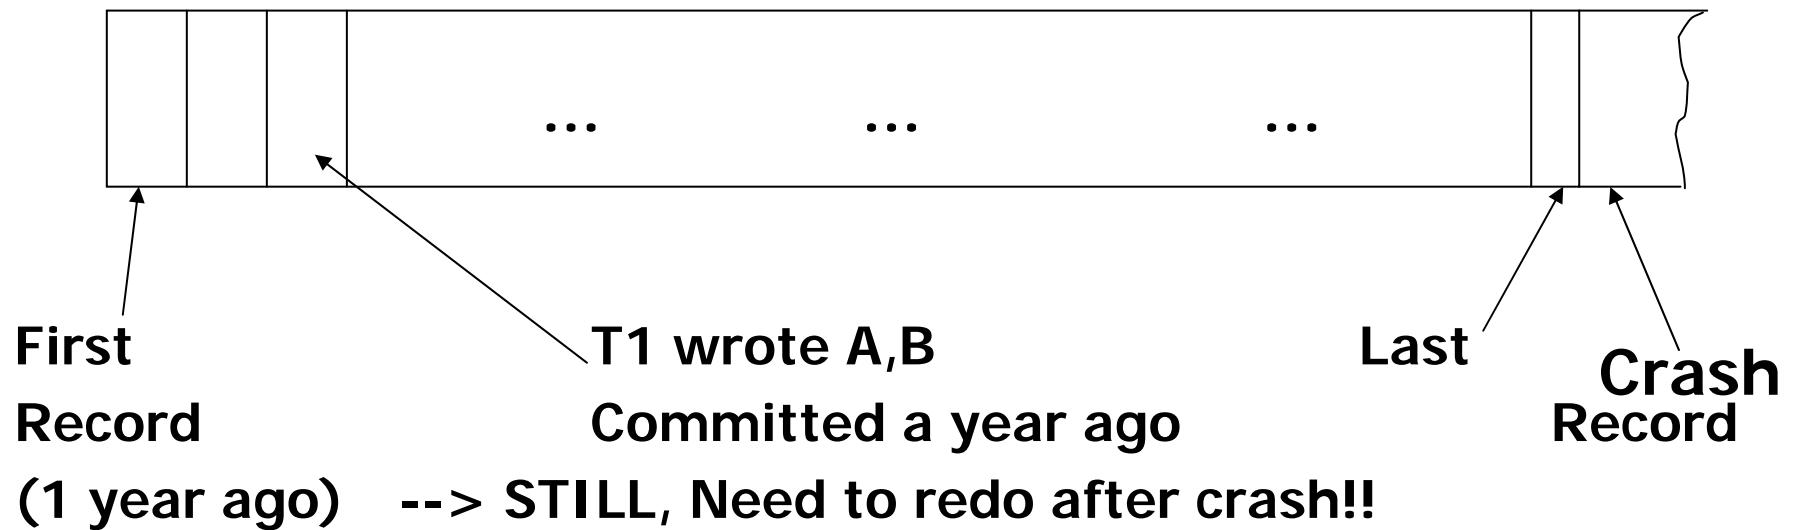 ... ... ...
First T1 wrote A,B Last Crash
Record Committed a year ago Record
(1 year ago) --> STILL, Need to redo after crash!!